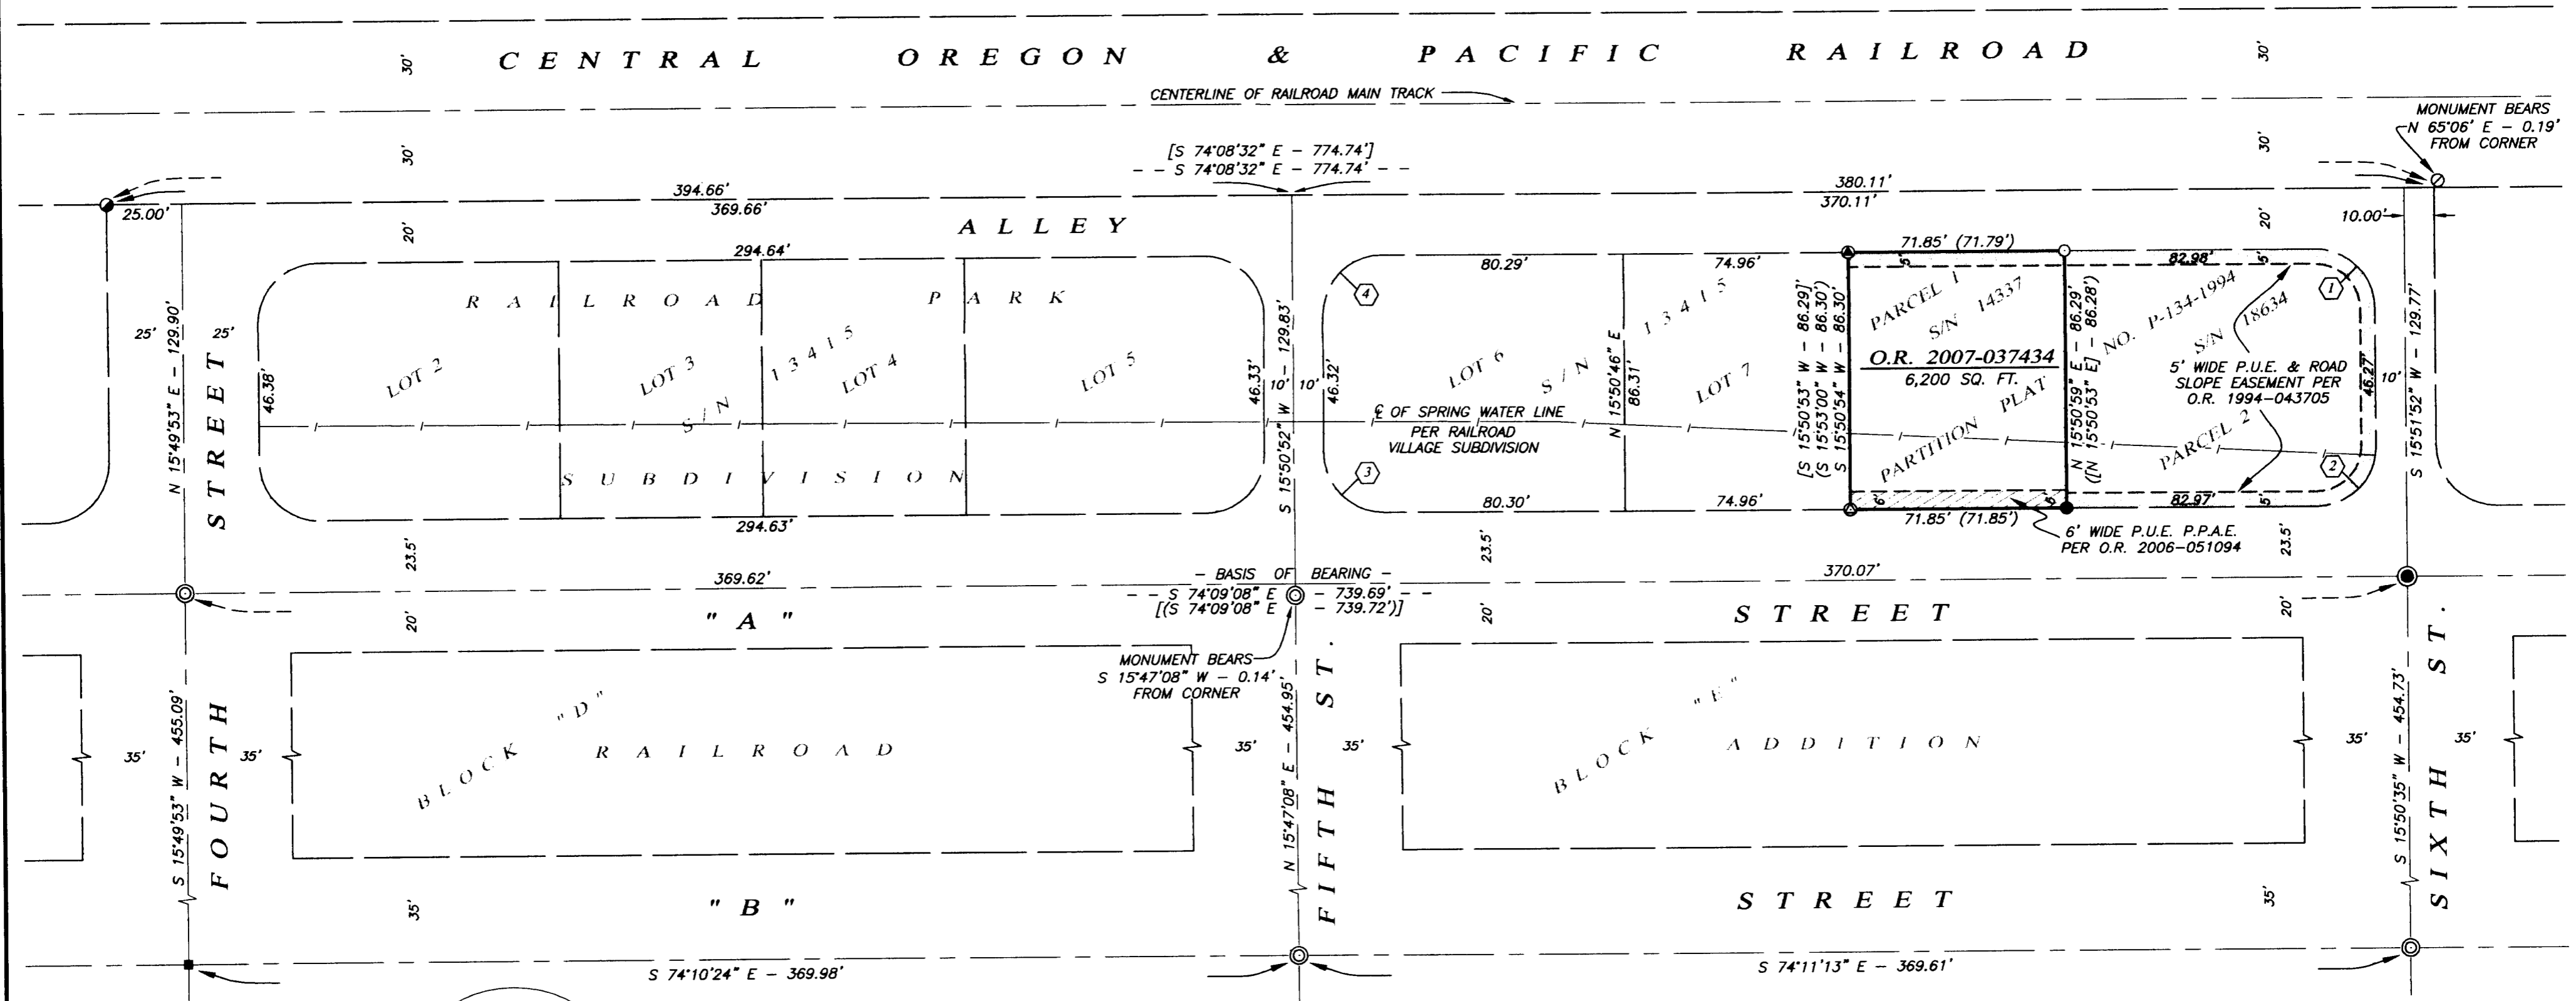 CENTRAL OREGON & PACIFIC RAILROAD
30'
30'
CENTERLINE OF RAILROAD MAIN TRACK
MONUMENT BEARS
N 65°06' E - 0.19'
FROM CORNER
30'
30'
[S 74°08'32" E - 774.74']
- - S 74°08'32" E - 774.74' - -
394.66'
369.66'
380.11'
370.11'
25.00'
20'
ALLEY
20'
10.00'
294.64'
80.29'
74.96'
71.85' (71.79')
5'
82.98'
5'
RAILROAD PARK
LOT 2
LOT 3
S/N 13415
LOT 4
LOT 5
SUBDIVISION
294.63'
25'
25'
N 15°49'53" E - 129.90'
46.38'
STREET
46.33'
10'
10'
S 15°50'52" W - 129.83'
46.32'
4
3
LOT 6
S/N 13415
LOT 7
N 15°50'46" E
86.31'
℄ OF SPRING WATER LINE
PER RAILROAD
VILLAGE SUBDIVISION
80.30'
74.96'
[S 15°50'53" W - 86.29]'
(S 15°53'00" W - 86.30')
S 15°50'54" W - 86.30'
PARCEL 1
S/N 14337
O.R. 2007-037434
6,200 SQ. FT.
PARTITION PLAT
NO. P-134-1994
S/N 18634
PARCEL 2
N 15°50'59" E - 86.29'
([N 15°50'53" E] - 86.28')
5' WIDE P.U.E. & ROAD
SLOPE EASEMENT PER
O.R. 1994-043705
1
2
46.27'
10'
S 15°51'52" W - 129.77'
6'
5'
82.97'
5'
71.85' (71.85')
6' WIDE P.U.E. P.P.A.E.
PER O.R. 2006-051094
23.5'
23.5'
23.5'
369.62'
- BASIS OF BEARING -
- - S 74°09'08" E - 739.69' - -
[(S 74°09'08" E - 739.72')]
370.07'
20'
"A" STREET
20'
20'
MONUMENT BEARS
S 15°47'08" W - 0.14'
FROM CORNER
S 15°49'53" W - 455.09'
FOURTH
35'
35'
BLOCK "D"
RAILROAD
35'
35'
N 15°47'08" E - 454.95'
FIFTH ST.
BLOCK "E"
ADDITION
35'
35'
S 15°50'35" W - 454.73'
SIXTH ST.
35'
"B" STREET
35'
S 74°10'24" E - 369.98'
S 74°11'13" E - 369.61'